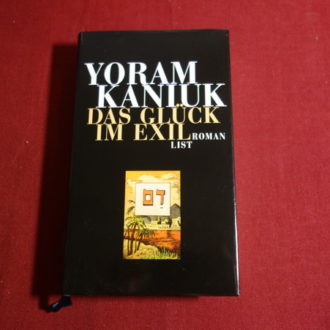 YORAM
KANIUK
DAS GLÜCK
IM EXIL ROMAN
LIST